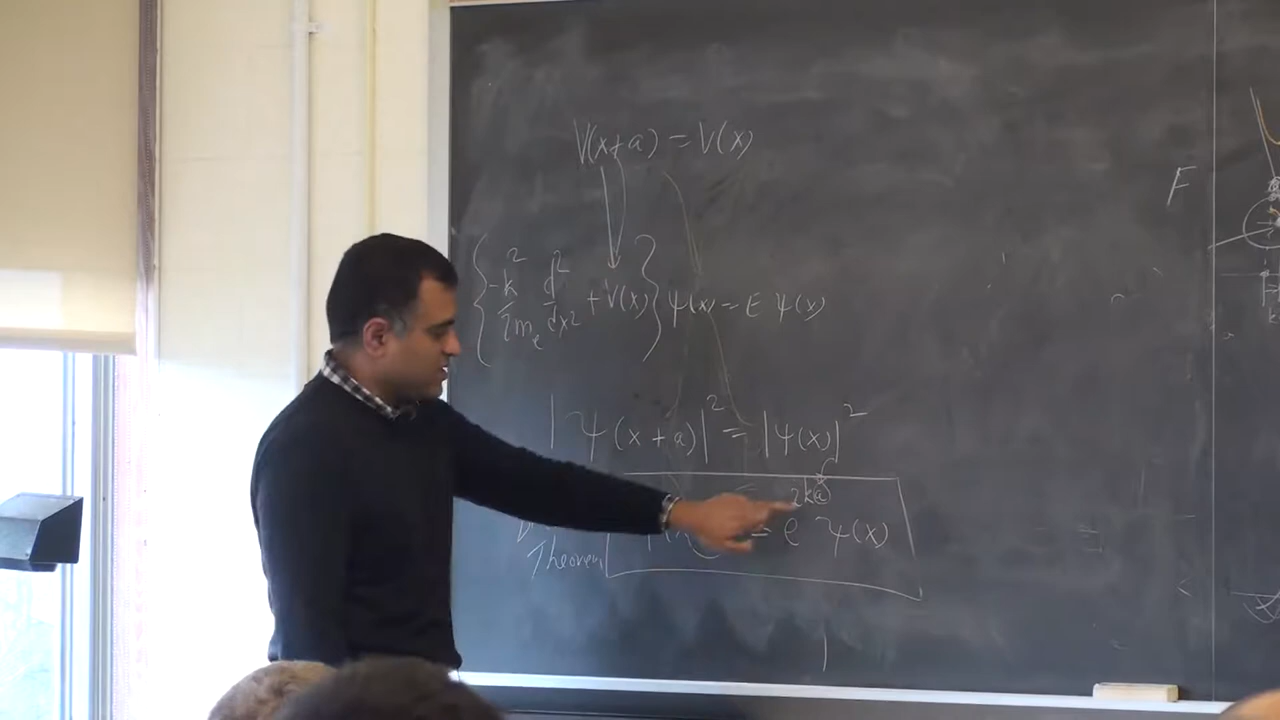 V(x+a) = V(x)
{-ħ²/2mₑ d²/dx² + V(x)} ψ(x) = E ψ(x)
|ψ(x+a)|² = |ψ(x)|²
= e^{ika} ψ(x)
Theorem
F